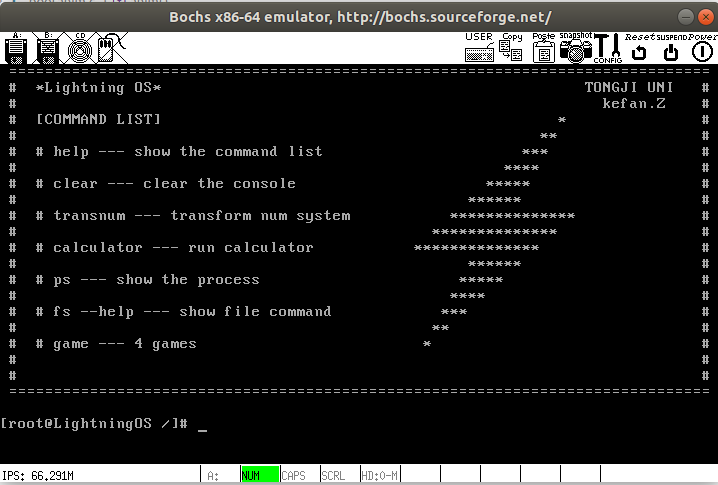 Bochs x86-64 emulator, http://bochs.sourceforge.net/
A: B: CD USER Copy Paste snapshot CONFIG Reset SUSPEND Power
==============================================================================
# *Lightning OS* TONGJI UNI #
# kefan.Z #
# [COMMAND LIST] * #
# ** #
# # help --- show the command list *** #
# **** #
# # clear --- clear the console ***** #
# ****** #
# # transnum --- transform num system ************** #
# ************** #
# # calculator --- run calculator ************** #
# ****** #
# # ps --- show the process ***** #
# **** #
# # fs --help --- show file command *** #
# ** #
# # game --- 4 games * #
# #
# #
==============================================================================
[root@LightningOS /]# _
IPS: 66.291M A: NUM CAPS SCRL HD:0-M